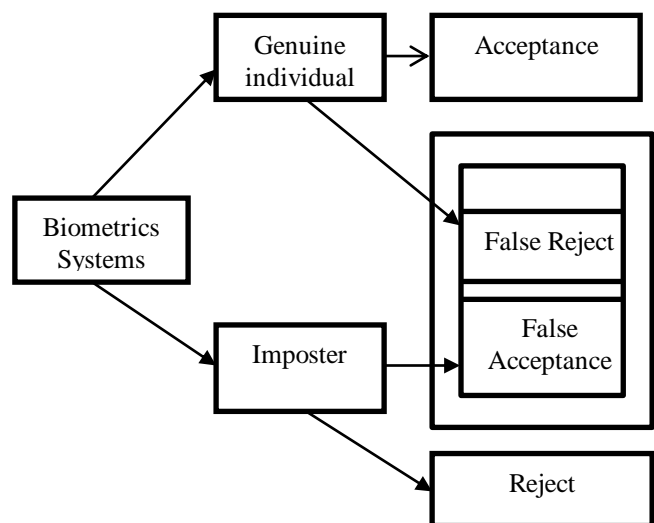 Genuine
individual
Acceptance
Biometrics
Systems
False Reject
Imposter
False
Acceptance
Reject